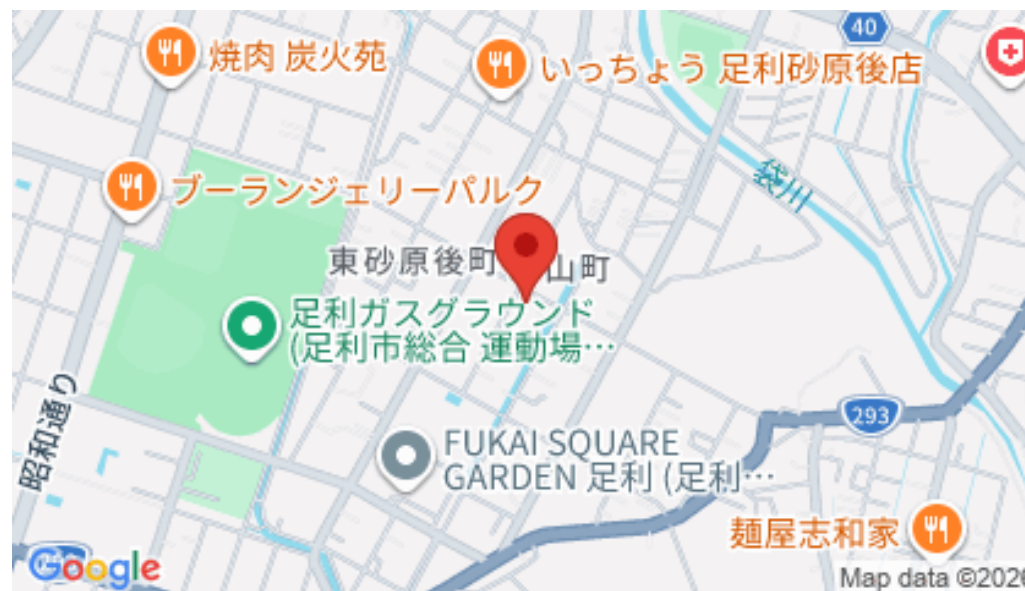 40
焼肉 炭火苑
いっちょう 足利砂原後店
袋川
ブーランジェリーパルク
東砂原後町
山町
足利ガスグラウンド
(足利市総合 運動場…
昭和通り
293
FUKAI SQUARE
GARDEN 足利 (足利…
麺屋志和家
Google
Map data ©2026